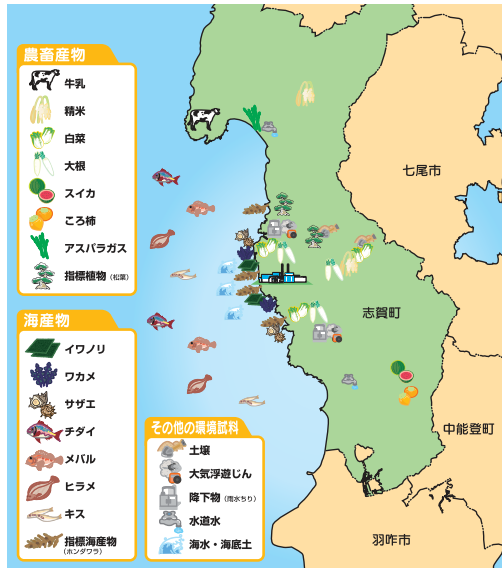 農畜産物
牛乳
精米
白菜
大根
スイカ
ころ柿
アスパラガス
指標植物（松葉）
海産物
イワノリ
ワカメ
サザエ
チダイ
メバル
ヒラメ
キス
指標海産物
（ホンダワラ）
その他の環境試料
土壌
大気浮遊じん
降下物（雨水ちり）
水道水
海水・海底土
七尾市
志賀町
中能登町
羽咋市